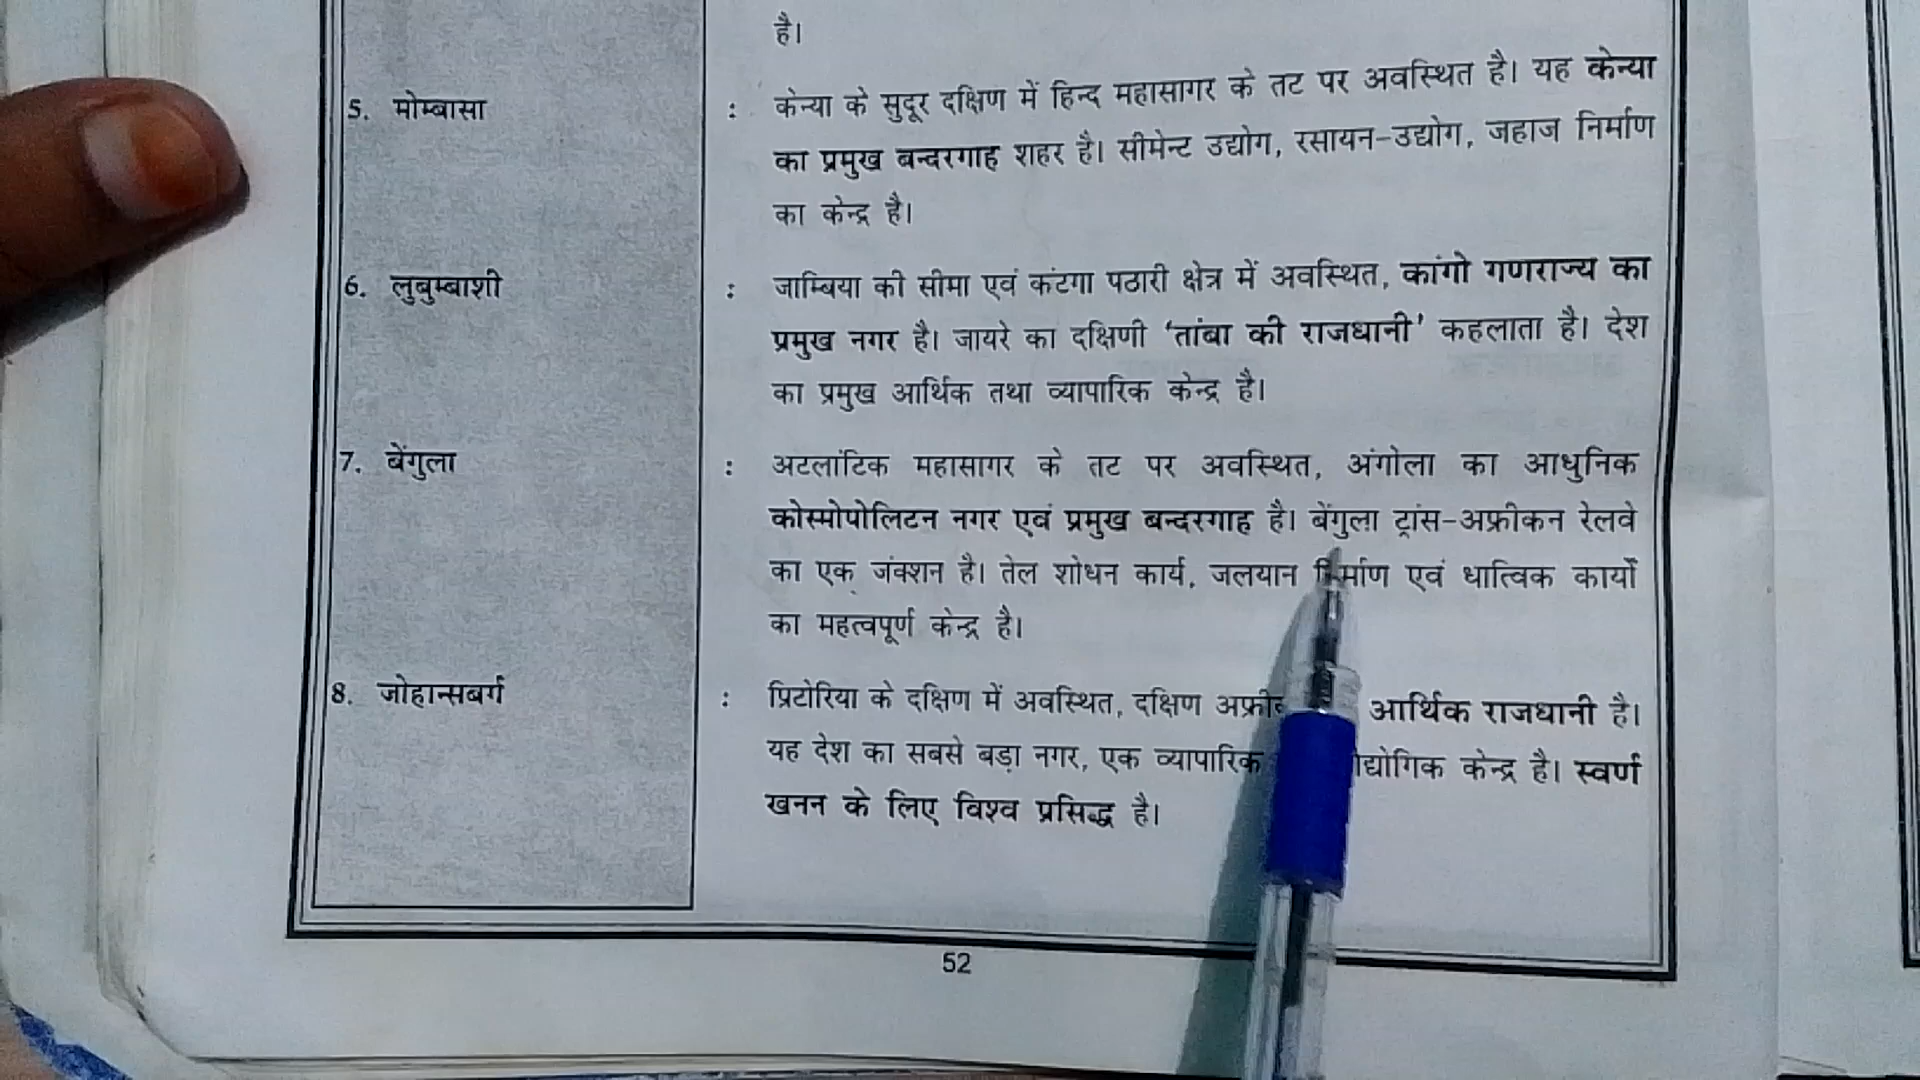 है।
5. मोम्बासा : केन्या के सुदूर दक्षिण में हिन्द महासागर के तट पर अवस्थित है। यह केन्या
का प्रमुख बन्दरगाह शहर है। सीमेन्ट उद्योग, रसायन-उद्योग, जहाज निर्माण
का केन्द्र है।
6. लुबुम्बाशी : जाम्बिया की सीमा एवं कंटगा पठारी क्षेत्र में अवस्थित, कांगो गणराज्य का
प्रमुख नगर है। जायरे का दक्षिणी 'तांबा की राजधानी' कहलाता है। देश
का प्रमुख आर्थिक तथा व्यापारिक केन्द्र है।
7. बेंगुला : अटलांटिक महासागर के तट पर अवस्थित, अंगोला का आधुनिक
कोस्मोपोलिटन नगर एवं प्रमुख बन्दरगाह है। बेंगुला ट्रांस-अफ्रीकन रेलवे
का एक जंक्शन है। तेल शोधन कार्य, जलयान निर्माण एवं धात्विक कार्यों
का महत्वपूर्ण केन्द्र है।
8. जोहान्सबर्ग : प्रिटोरिया के दक्षिण में अवस्थित, दक्षिण आर्थिक राजधानी है।
यह देश का सबसे बड़ा नगर, एक व्यापारिक केन्द्र है। स्वर्ण
खनन के लिए विश्व प्रसिद्ध है।
52